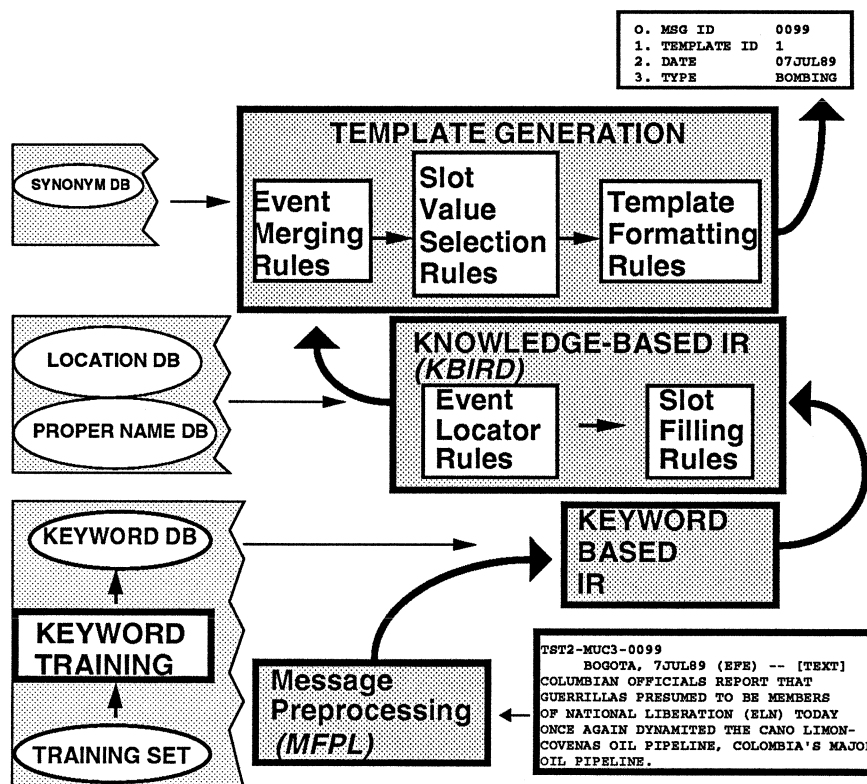 O. MSG ID 0099
1. TEMPLATE ID 1
2. DATE 07JUL89
3. TYPE BOMBING
TEMPLATE GENERATION
SYNONYM DB
Event
Merging
Rules
Slot
Value
Selection
Rules
Template
Formatting
Rules
LOCATION DB
PROPER NAME DB
KNOWLEDGE-BASED IR
(KBIRD)
Event
Locator
Rules
Slot
Filling
Rules
KEYWORD DB
KEYWORD
TRAINING
TRAINING SET
KEYWORD
BASED
IR
Message
Preprocessing
(MFPL)
TST2-MUC3-0099
BOGOTA, 7JUL89 (EFE) -- [TEXT]
COLUMBIAN OFFICIALS REPORT THAT
GUERRILLAS PRESUMED TO BE MEMBERS
OF NATIONAL LIBERATION (ELN) TODAY
ONCE AGAIN DYNAMITED THE CANO LIMON-
COVENAS OIL PIPELINE, COLOMBIA'S MAJO
OIL PIPELINE.